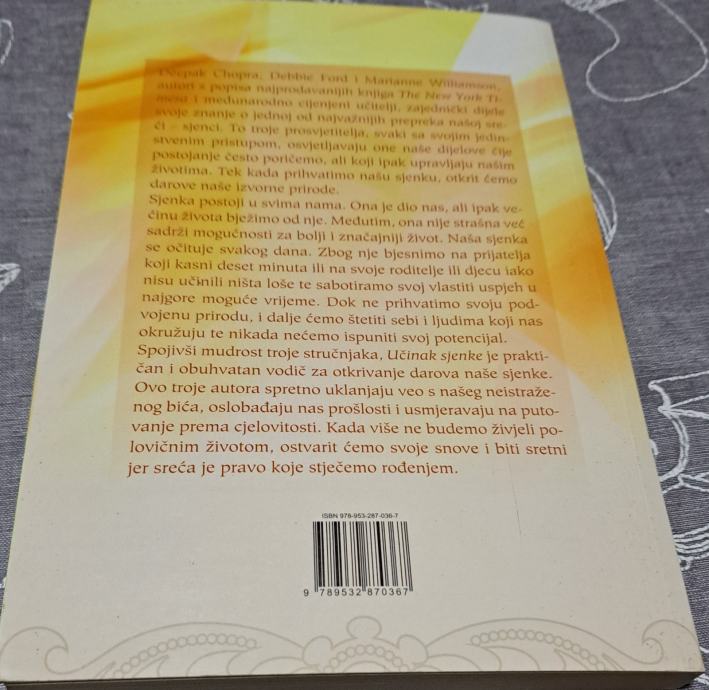 Deepak Chopra, Debbie Ford i Marianne Williamson,
autori s popisa najprodavanijih knjiga The New York Ti-
mesa i međunarodno cijenjeni učitelji, zajednički dijele
svoje znanje o jednoj od najvažnijih prepreka našoj sre-
ći – sjenci. To troje prosvjetitelja, svaki sa svojim jedin-
stvenim pristupom, osvjetljavaju one naše dijelove čije
postojanje često poričemo, ali koji ipak upravljaju našim
životima. Tek kada prihvatimo našu sjenku, otkrit ćemo
darove naše izvorne prirode.
Sjenka postoji u svima nama. Ona je dio nas, ali ipak ve-
ćinu života bježimo od nje. Međutim, ona nije strašna već
sadrži mogućnosti za bolji i značajniji život. Naša sjenka
se očituje svakog dana. Zbog nje bjesnimo na prijatelja
koji kasni deset minuta ili na svoje roditelje ili djecu iako
nisu učinili ništa loše te sabotiramo svoj vlastiti uspjeh u
najgore moguće vrijeme. Dok ne prihvatimo svoju pod-
vojenu prirodu, i dalje ćemo štetiti sebi i ljudima koji nas
okružuju te nikada nećemo ispuniti svoj potencijal.
Spojivši mudrost troje stručnjaka, Učinak sjenke je prakti-
čan i obuhvatan vodič za otkrivanje darova naše sjenke.
Ovo troje autora spretno uklanjaju veo s našeg neistraže-
nog bića, oslobađaju nas prošlosti i usmjeravaju na puto-
vanje prema cjelovitosti. Kada više ne budemo živjeli po-
lovičnim životom, ostvarit ćemo svoje snove i biti sretni
jer sreća je pravo koje stječemo rođenjem.
ISBN 978-953-287-036-7
9 789532 870367